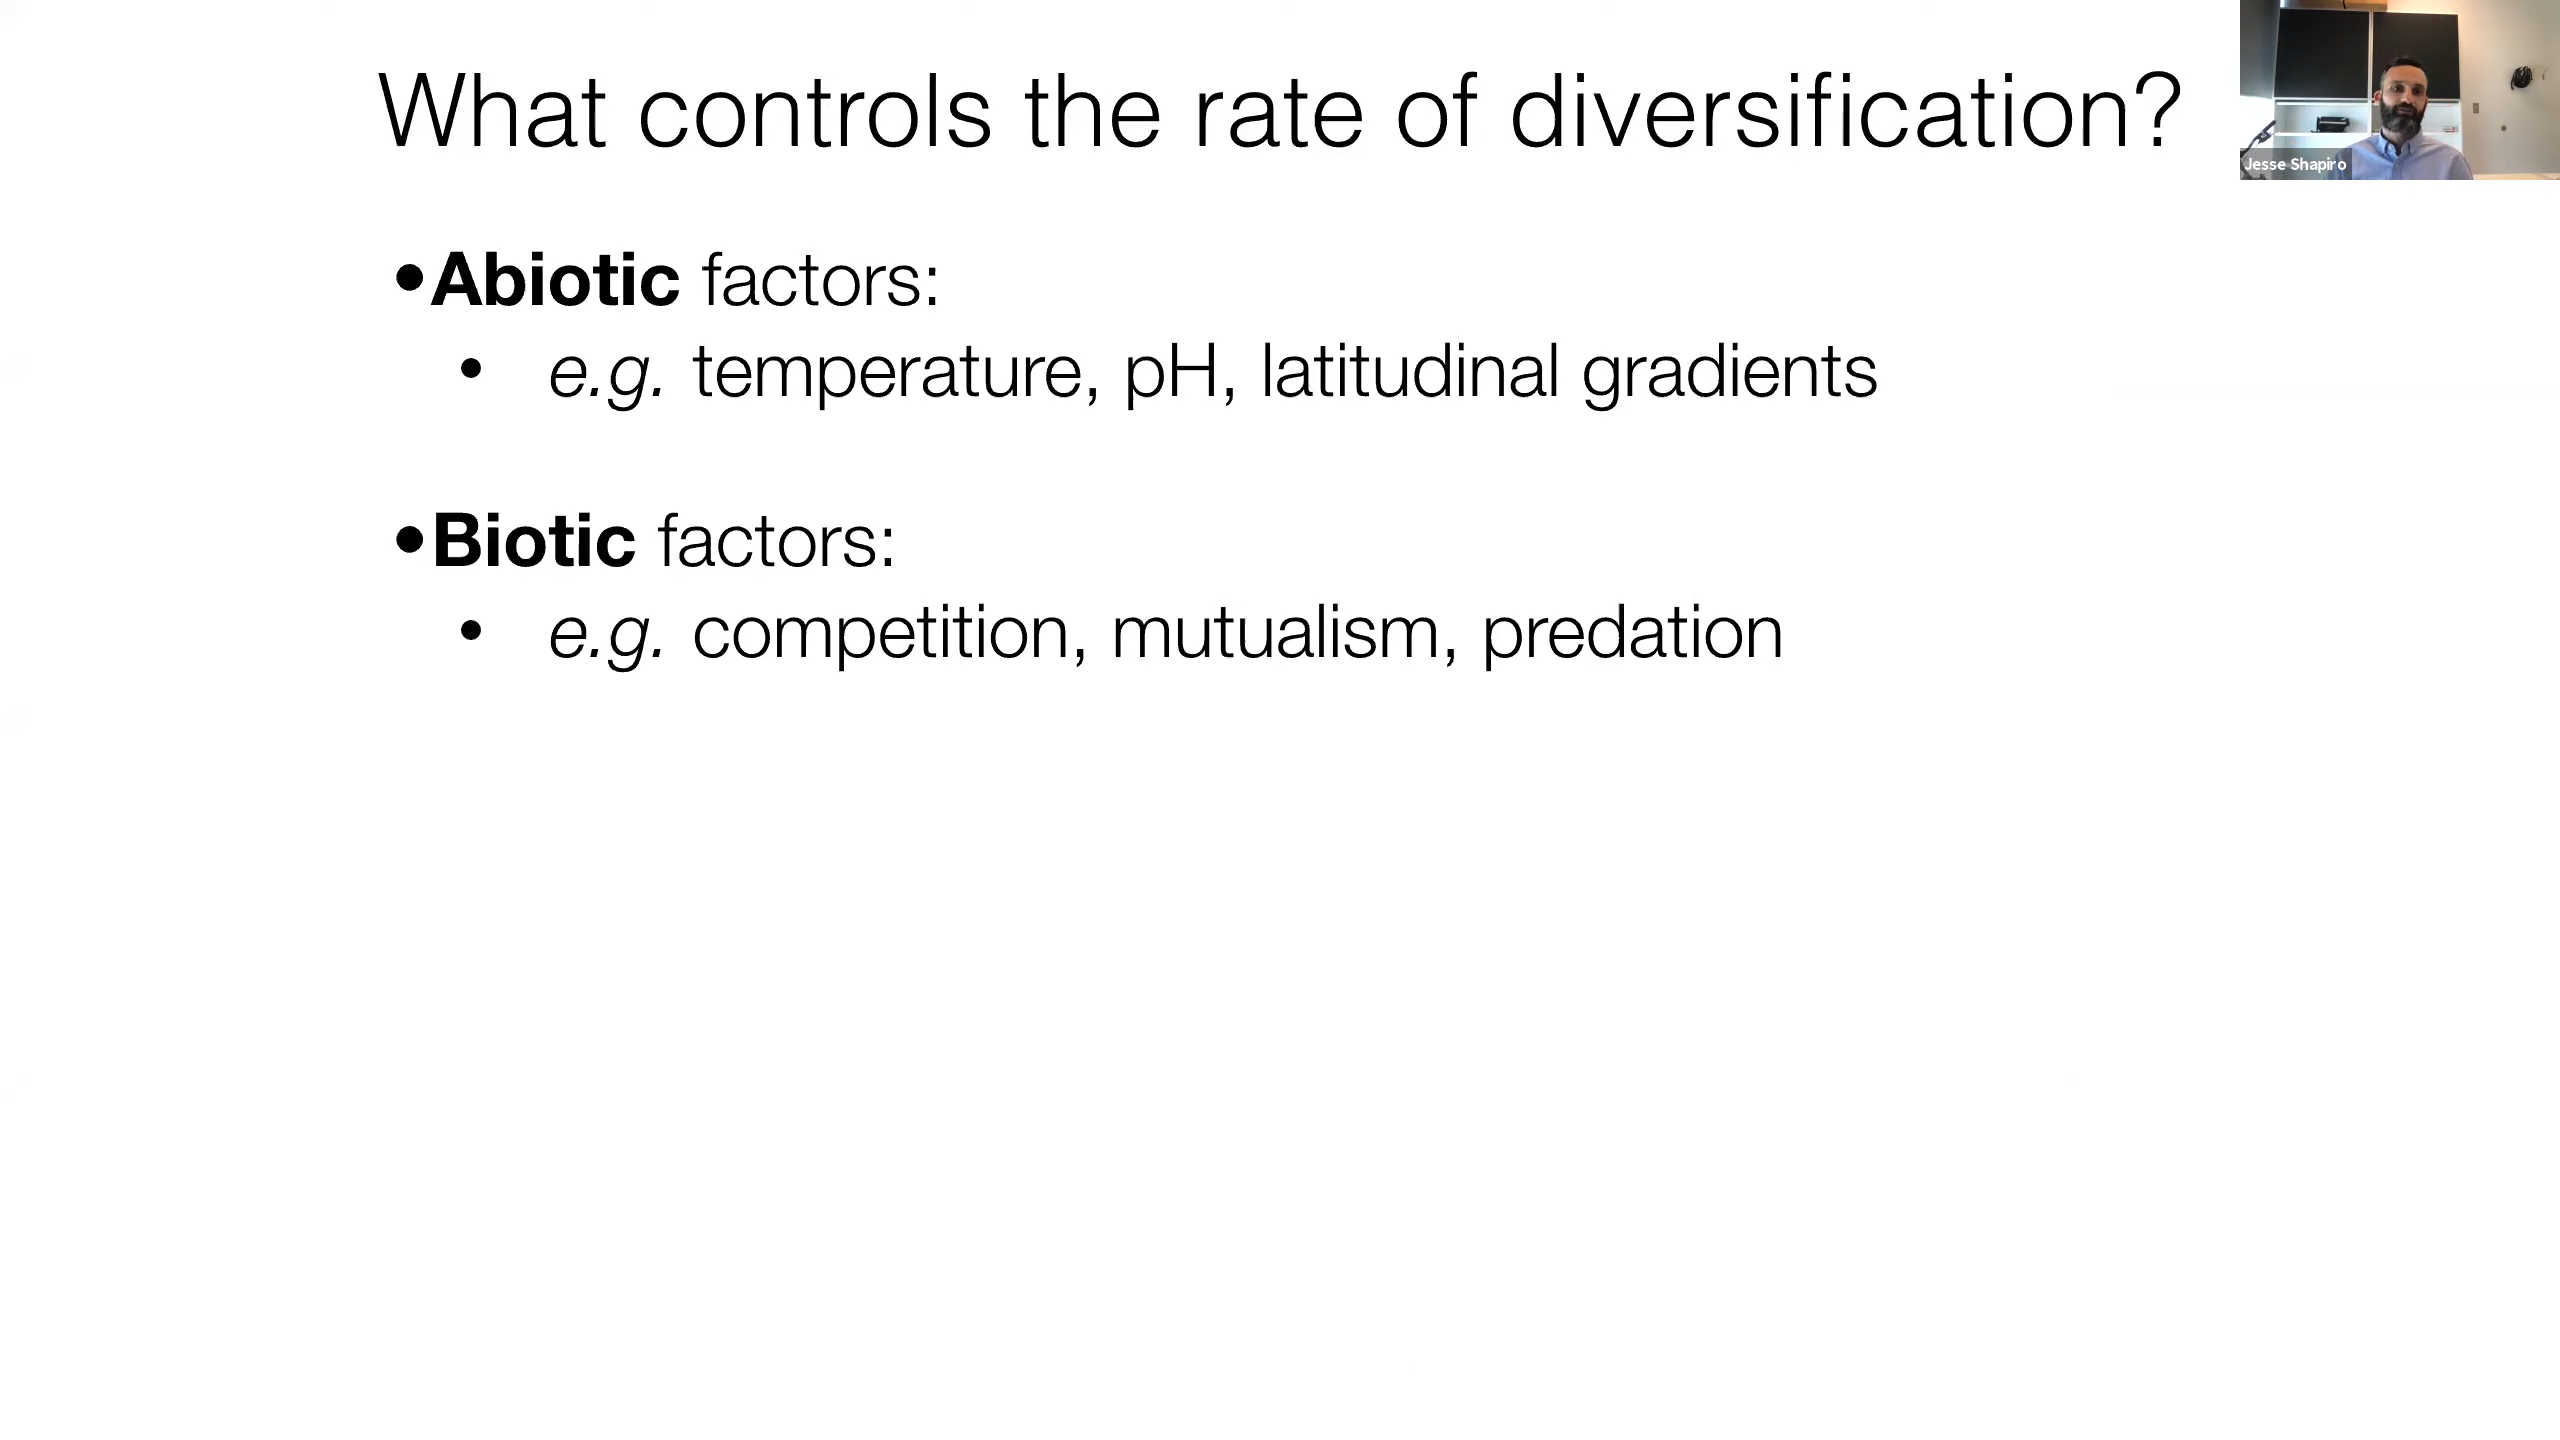 What controls the rate of diversification?
Jesse Shapiro
•Abiotic factors:
• e.g. temperature, pH, latitudinal gradients
•Biotic factors:
• e.g. competition, mutualism, predation